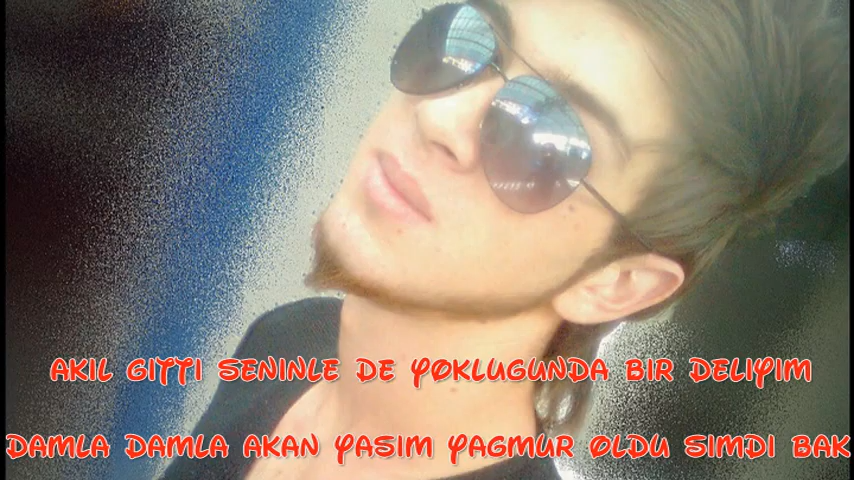 AKIL GITTI SENINLE DE YOKLUGUNDA BIR DELIYIM
DAMLA DAMLA AKAN YASIM YAGMUR OLDU SIMDI BAK